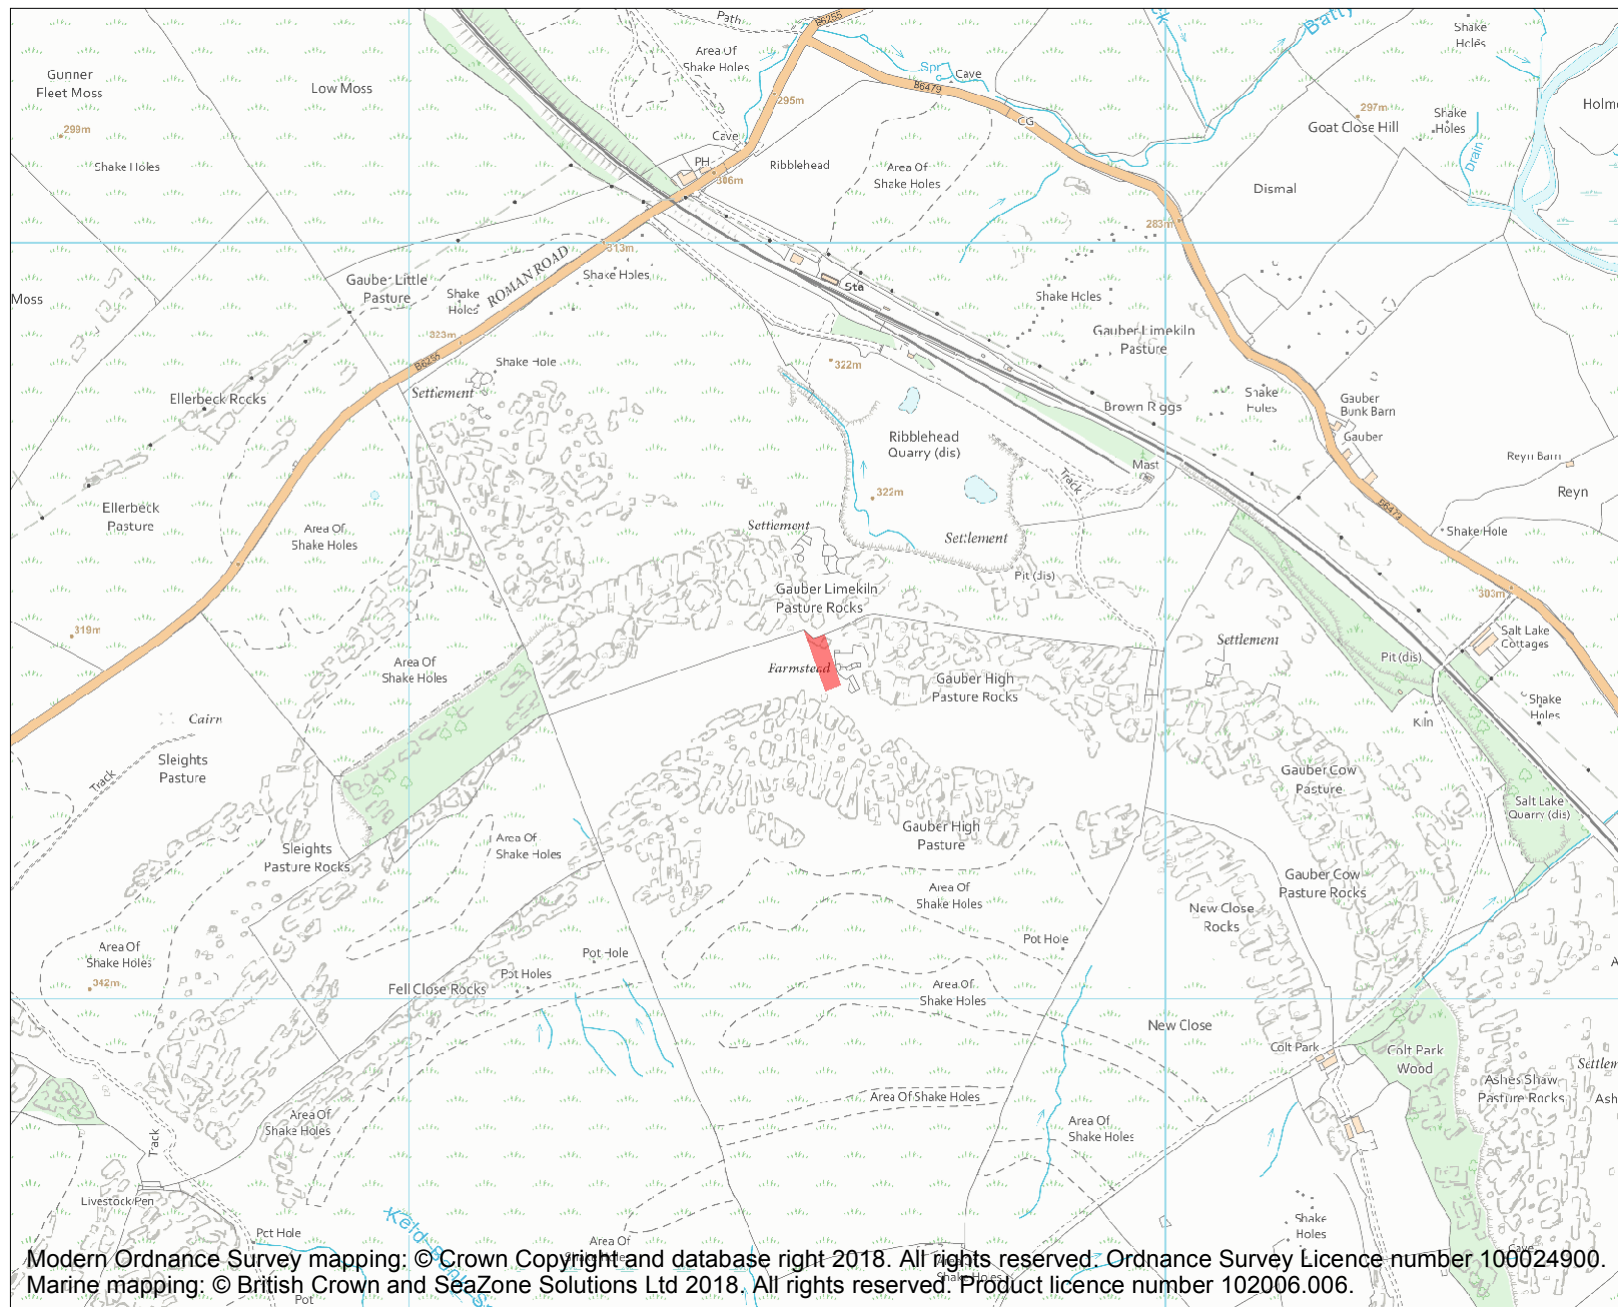 Path
B6255
Batty
Shake
Holes
Gunner
Fleet Moss
Low Moss
Area Of
Shake Holes
Spr
Cave
B6479
295m
299m
CG
297m
Goat Close Hill
Shake
Holes
Holm
Shake Holes
Cave
PH
306m
Ribblehead
Area Of
Shake Holes
Drain
Dismal
283m
313m
ROMAN ROAD
Shake Holes
Gauber Little
Pasture
Shake
Holes
Sta
Shake Holes
Moss
323m
B6255
Gauber Limekiln
Pasture
Shake Hole
322m
Settlement
Ellerbeck Rocks
Brown Riggs
Shake
Holes
Gauber
Bunk Barn
Gauber
Ribblehead
Quarry (dis)
Reyn Barn
Mast
Track
Reyn
322m
B6479
Ellerbeck
Pasture
Area Of
Shake Holes
Settlement
Settlement
Shake Hole
Pit (dis)
Gauber Limekiln
Pasture Rocks
303m
319m
Salt Lake
Cottages
Settlement
Area Of
Shake Holes
Farmstead
Pit (dis)
Gauber High
Pasture Rocks
Shake
Holes
Cairn
Kiln
Sleights
Pasture
Track
Gauber Cow
Pasture
Salt Lake
Quarry (dis)
Gauber High
Pasture
Area Of
Shake Holes
Sleights
Pasture Rocks
Gauber Cow
Pasture Rocks
Area Of
Shake Holes
New Close
Rocks
Area Of
Shake Holes
Pot Hole
Pot Hole
342m
Pot Holes
Fell Close Rocks
Area Of
Shake Holes
New Close
Colt Park
Colt Park
Wood
Settlem
Ashes Shaw
Pasture Rocks
Ash
Area Of Shake Holes
Area Of
Shake Holes
Area Of
Shake Holes
Track
Livestock Pen
Pot Hole
Shake
Holes
Area Of
Shake Holes
Cave
Area Of
Shake Holes
Pot
Modern Ordnance Survey mapping: © Crown Copyright and database right 2018. All rights reserved. Ordnance Survey Licence number 100024900.
Marine mapping: © British Crown and SeaZone Solutions Ltd 2018. All rights reserved. Product licence number 102006.006.